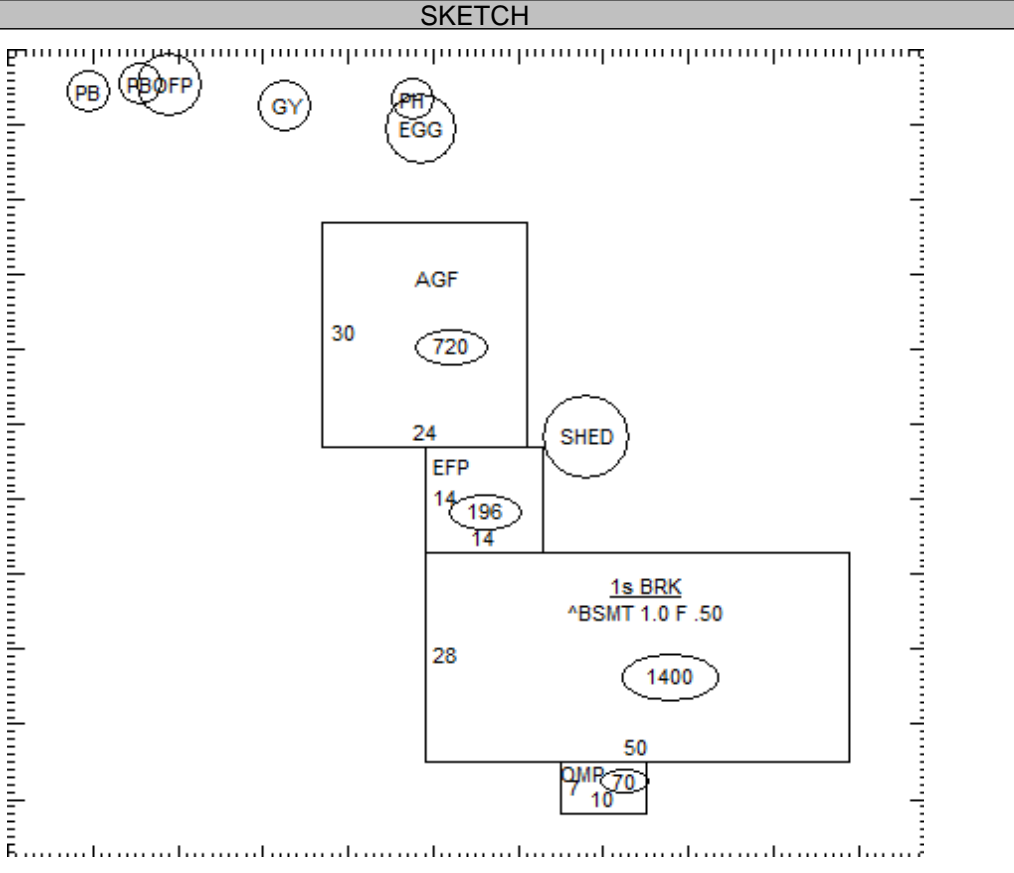 SKETCH
PB
PB
OFP
GY
PH
EGG
AGF
30
720
24
SHED
EFP
14
196
14
1s BRK
^BSMT 1.0 F .50
28
1400
50
OMP
70
7
10